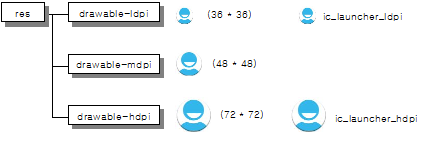 res
drawable-ldpi (36 * 36) ic_launcher_ldpi
drawable-mdpi (48 * 48)
drawable-hdpi (72 * 72) ic_launcher_hdpi